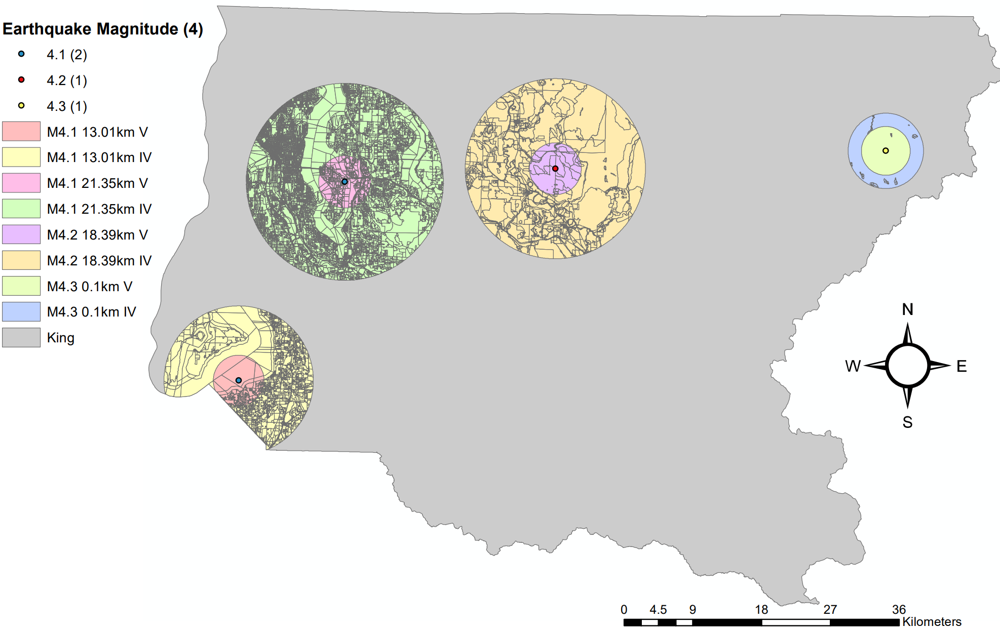 Earthquake Magnitude (4)
4.1 (2)
4.2 (1)
4.3 (1)
M4.1 13.01km V
M4.1 13.01km IV
M4.1 21.35km V
M4.1 21.35km IV
M4.2 18.39km V
M4.2 18.39km IV
M4.3 0.1km V
M4.3 0.1km IV
King
N
W E
S
0 4.5 9 18 27 36
Kilometers